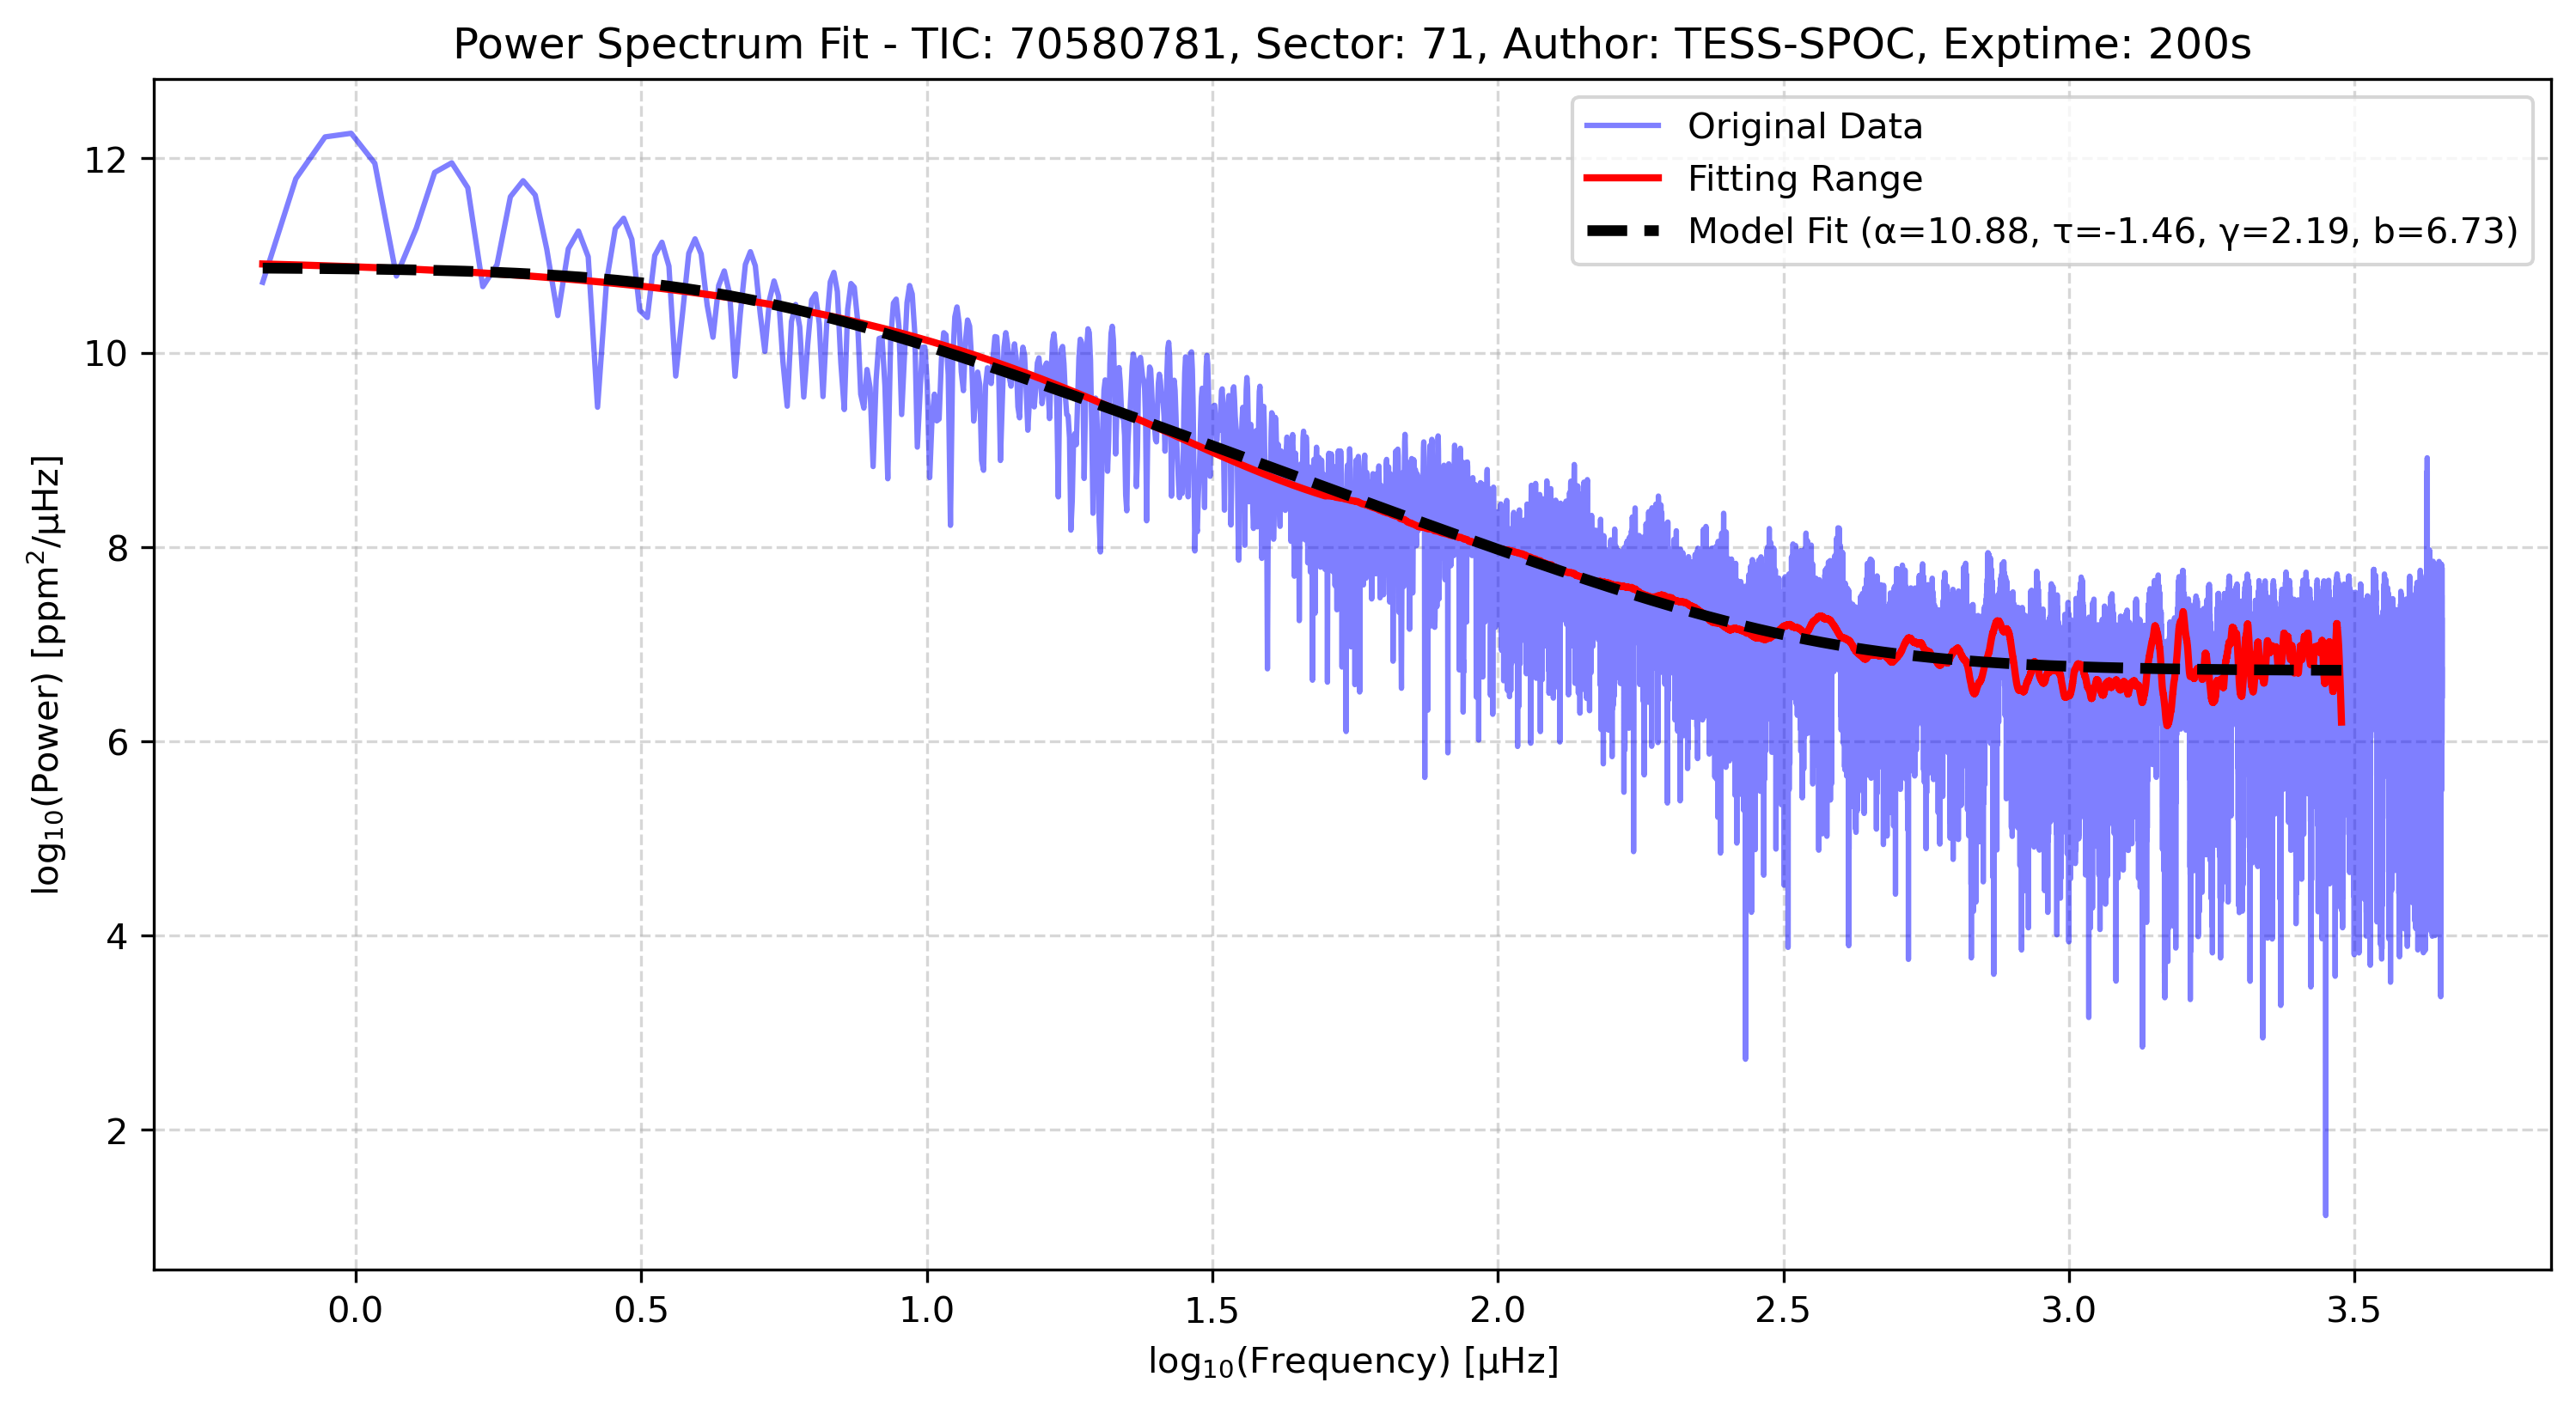 Power Spectrum Fit - TIC: 70580781, Sector: 71, Author: TESS-SPOC, Exptime: 200s
Original Data
Fitting Range
Model Fit (α=10.88, τ=-1.46, γ=2.19, b=6.73)
log₁₀(Power) [ppm²/μHz]
12
10
8
6
4
2
0.0 0.5 1.0 1.5 2.0 2.5 3.0 3.5
log₁₀(Frequency) [μHz]